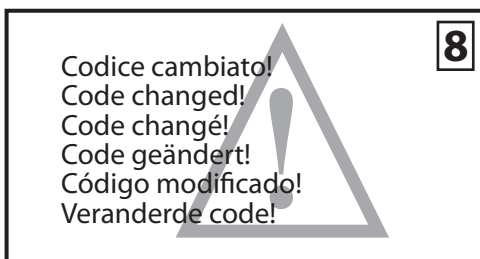 8
Codice cambiato!
Code changed!
Code changé!
Code geändert!
Código modificado!
Veranderde code!